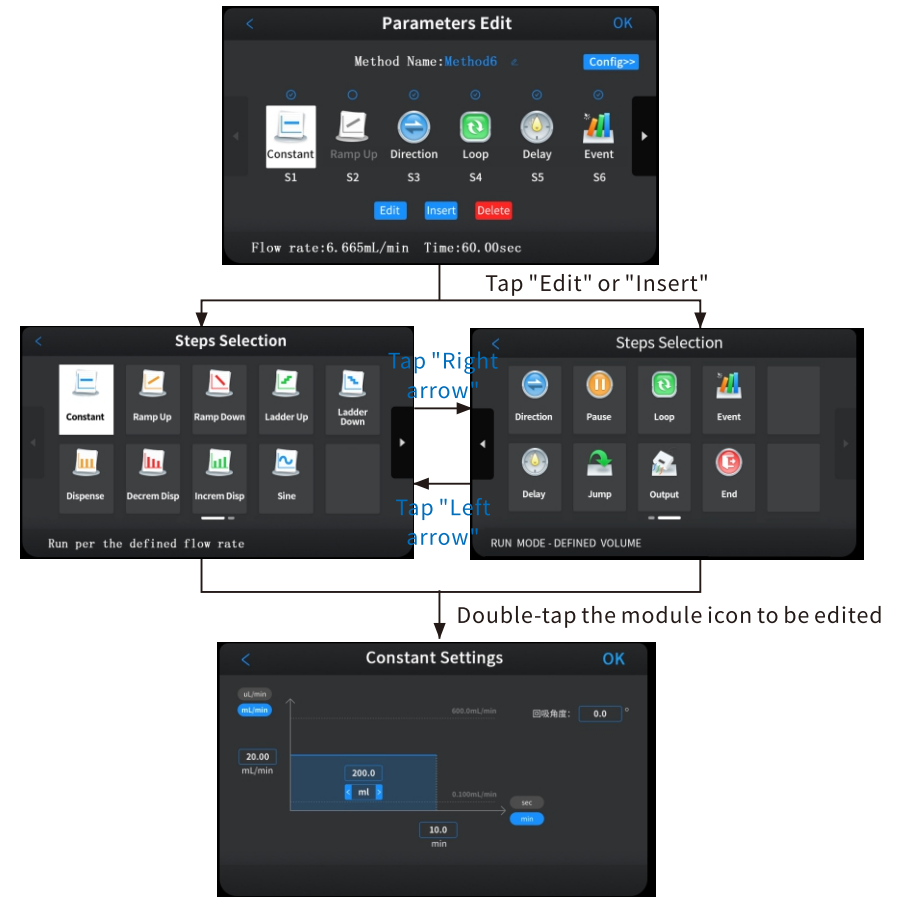 Parameters Edit
OK
Method Name:Method6
Config>>
Constant
Ramp Up
Direction
Loop
Delay
Event
S1
S2
S3
S4
S5
S6
Edit
Insert
Delete
Flow rate:6.665mL/min Time:60.00sec
Tap "Edit" or "Insert"
Steps Selection
Constant
Ramp Up
Ramp Down
Ladder Up
Ladder
Down
Dispense
Decrem Disp
Increm Disp
Sine
Run per the defined flow rate
Tap "Right
arrow"
Tap "Left
arrow"
Steps Selection
Direction
Pause
Loop
Event
Delay
Jump
Output
End
RUN MODE - DEFINED VOLUME
Double-tap the module icon to be edited
Constant Settings
OK
uL/min
mL/min
600.0mL/min
回吸角度:
0.0
°
20.00
mL/min
200.0
< ml >
0.100mL/min
sec
min
10.0
min